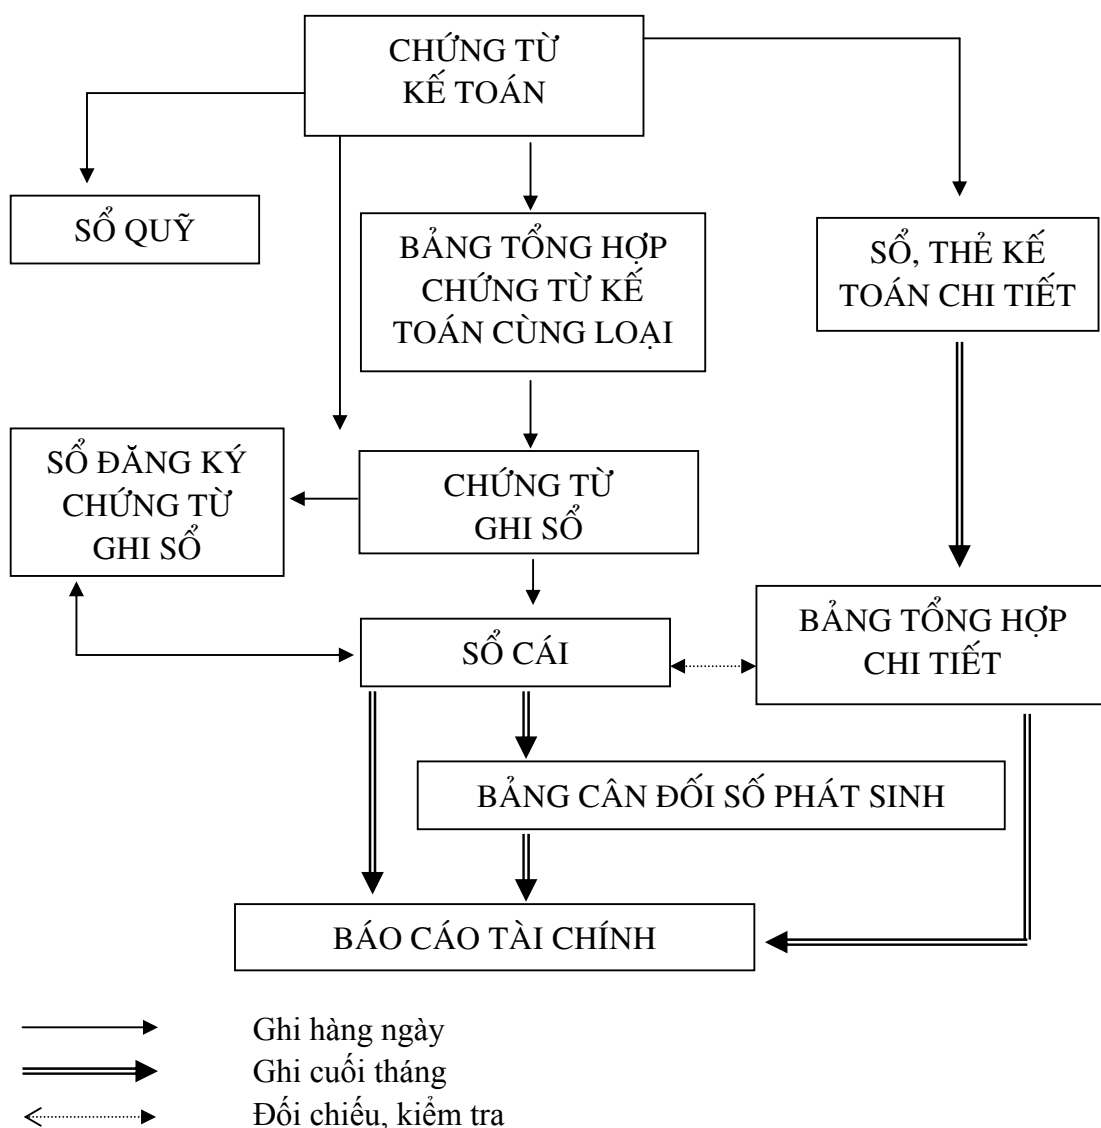 CHỨNG TỪ
KẾ TOÁN
SỔ QUỸ
BẢNG TỔNG HỢP
CHỨNG TỪ KẾ
TOÁN CÙNG LOẠI
SỔ, THẺ KẾ
TOÁN CHI TIẾT
SỔ ĐĂNG KÝ
CHỨNG TỪ
GHI SỔ
CHỨNG TỪ
GHI SỔ
SỔ CÁI
BẢNG TỔNG HỢP
CHI TIẾT
BẢNG CÂN ĐỐI SỐ PHÁT SINH
BÁO CÁO TÀI CHÍNH
Ghi hàng ngày
Ghi cuối tháng
Đối chiếu, kiểm tra